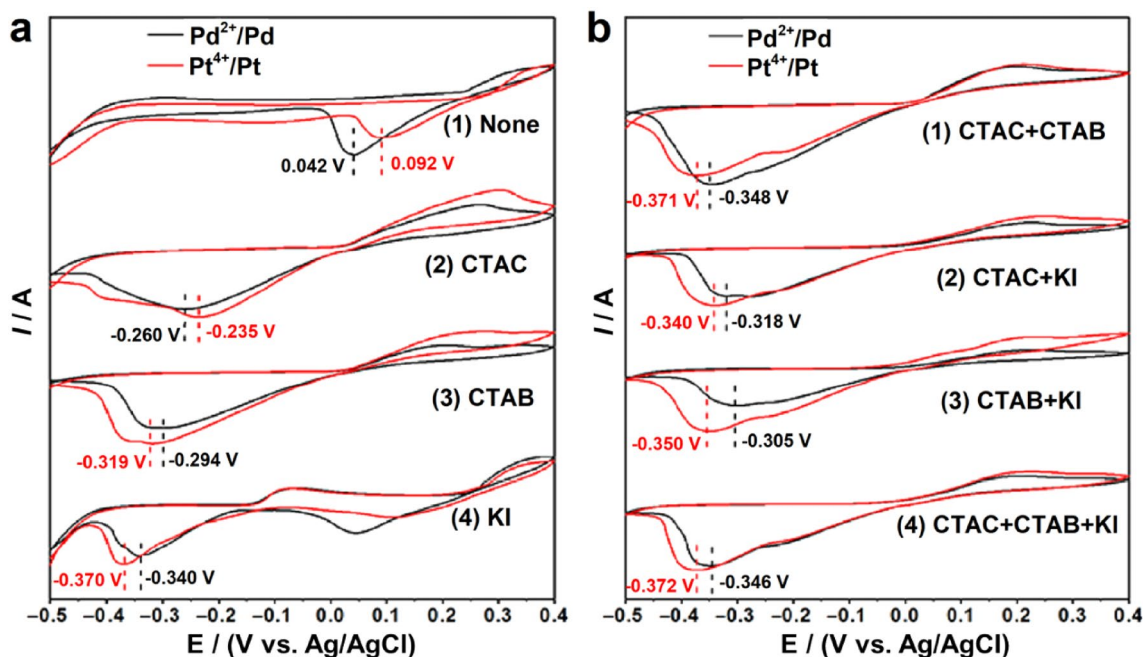 a
Pd²⁺/Pd
Pt⁴⁺/Pt
(1) None
0.042 V
0.092 V
(2) CTAC
-0.260 V
-0.235 V
(3) CTAB
-0.319 V
-0.294 V
(4) KI
-0.370 V
-0.340 V
I / A
−0.5 −0.4 −0.3 −0.2 −0.1 0.0 0.1 0.2 0.3 0.4
E / (V vs. Ag/AgCl)
b
Pd²⁺/Pd
Pt⁴⁺/Pt
(1) CTAC+CTAB
-0.371 V
-0.348 V
(2) CTAC+KI
-0.340 V
-0.318 V
(3) CTAB+KI
-0.350 V
-0.305 V
(4) CTAC+CTAB+KI
-0.372 V
-0.346 V
I / A
−0.5 −0.4 −0.3 −0.2 −0.1 0.0 0.1 0.2 0.3 0.4
E / (V vs. Ag/AgCl)